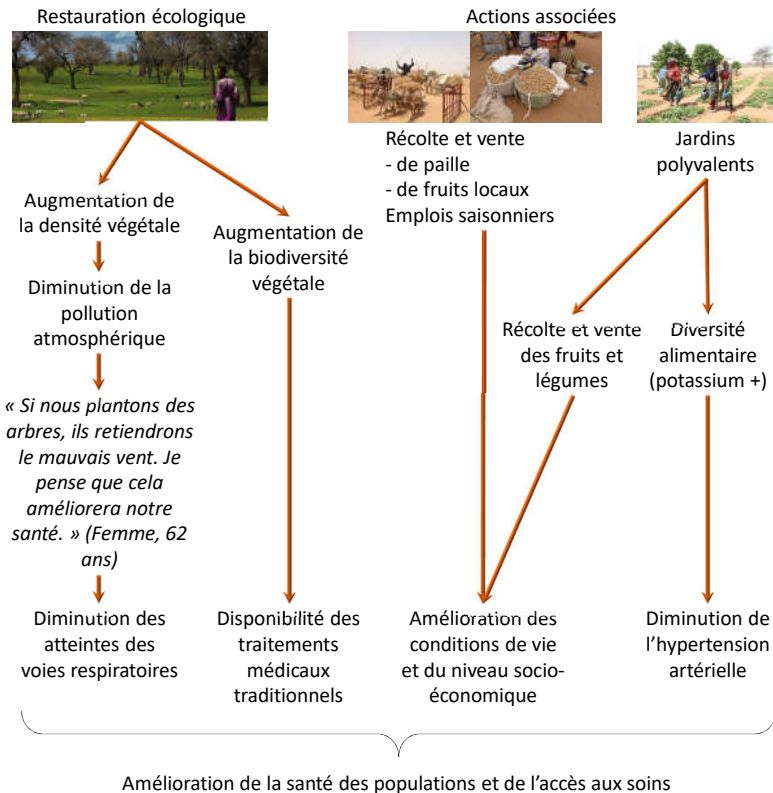 Restauration écologique
Actions associées
Récolte et vente
- de paille
- de fruits locaux
Emplois saisonniers
Jardins
polyvalents
Augmentation de
la densité végétale
Augmentation de
la biodiversité
végétale
Diminution de la
pollution
atmosphérique
Récolte et vente
des fruits et
légumes
Diversité
alimentaire
(potassium +)
« Si nous plantons des
arbres, ils retiendrons
le mauvais vent. Je
pense que cela
améliorera notre
santé. » (Femme, 62
ans)
Diminution des
atteintes des
voies respiratoires
Disponibilité des
traitements
médicaux
traditionnels
Amélioration des
conditions de vie
et du niveau socio-
économique
Diminution de
l’hypertension
artérielle
Amélioration de la santé des populations et de l’accès aux soins